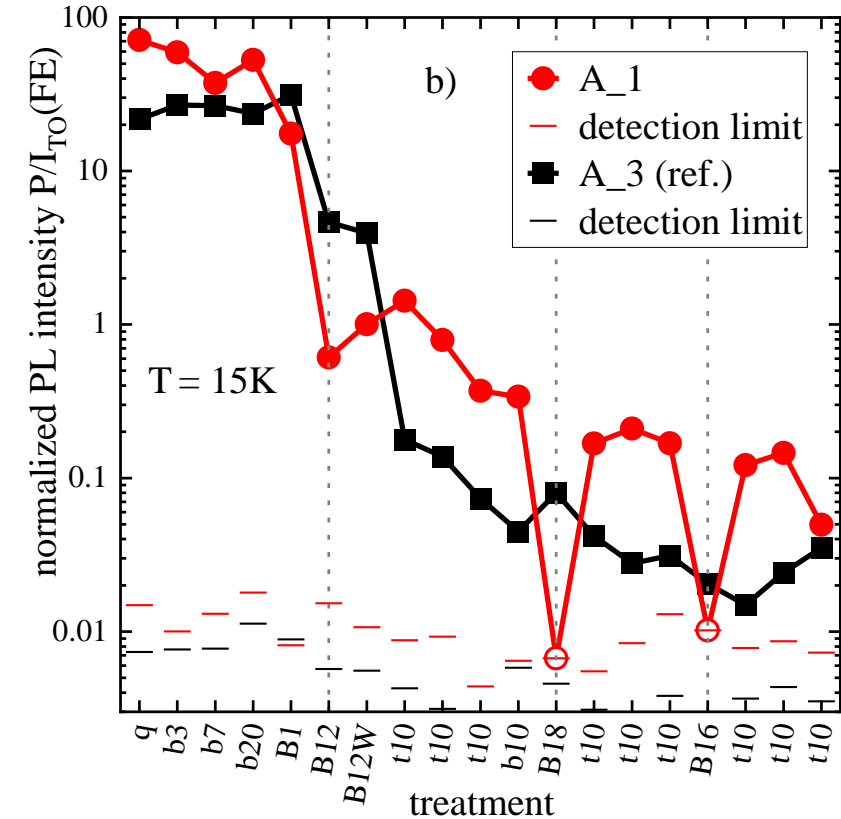 normalized PL intensity P/I_TO(FE)
100
10
1
0.1
0.01
b)
A_1
detection limit
A_3 (ref.)
detection limit
T = 15K
q
b3
b7
b20
B1
B12
B12W
t10
t10
t10
b10
B18
t10
t10
t10
B16
t10
t10
t10
treatment